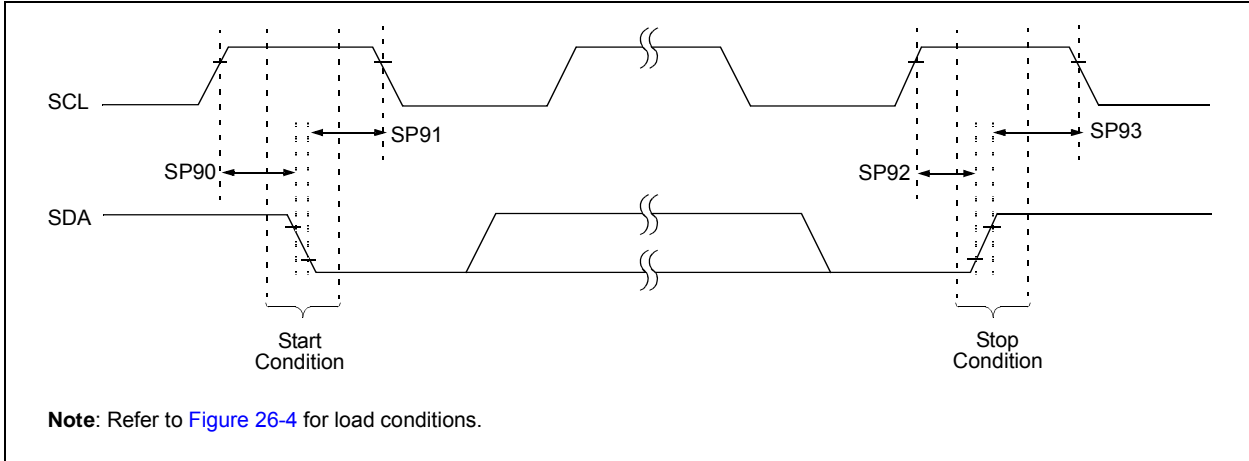 SCL
SP91
SP93
SP90
SP92
SDA
Start
Condition
Stop
Condition
Note: Refer to Figure 26-4 for load conditions.